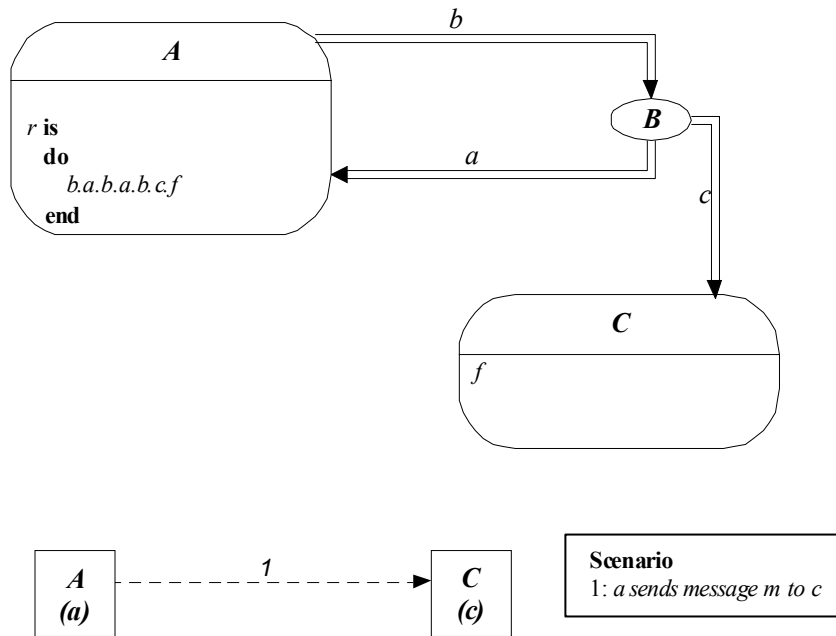 b
A
r is
do
b.a.b.a.b.c.f
end
B
a
c
C
f
1
A
(a)
C
(c)
Scenario
1: a sends message m to c